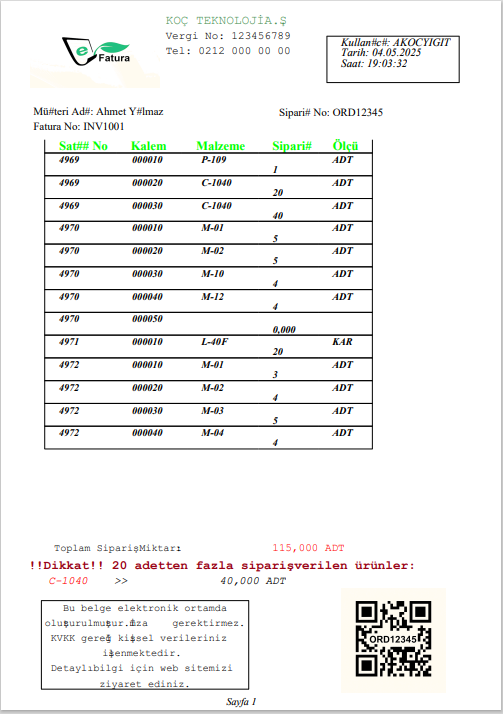 KOÇ TEKNOLOJİA.Ş
Vergi No: 123456789
Tel: 0212 000 00 00
e Fatura
Kullan#c#: AKOCYIGIT
Tarih: 04.05.2025
Saat: 19:03:32
Mü#teri Ad#: Ahmet Y#lmaz
Sipari# No: ORD12345
Fatura No: INV1001
Sat## No Kalem Malzeme Sipari# Ölçü
4969 000010 P-109 1 ADT
4969 000020 C-1040 20 ADT
4969 000030 C-1040 40 ADT
4970 000010 M-01 5 ADT
4970 000020 M-02 5 ADT
4970 000030 M-10 4 ADT
4970 000040 M-12 4 ADT
4970 000050 0,000
4971 000010 L-40F 20 KAR
4972 000010 M-01 3 ADT
4972 000020 M-02 4 ADT
4972 000030 M-03 5 ADT
4972 000040 M-04 4 ADT
Toplam SiparişMiktar: 115,000 ADT
!!Dikkat!! 20 adetten fazla siparişverilen ürünler:
C-1040 >> 40,000 ADT
Bu belge elektronik ortamda
oluşturulmuştur. gerektirmez.
KVKK gereği kişisel verileriniz
işlenmektedir.
Detaylıbilgi için web sitemizi
ziyaret ediniz.
ORD12345
Sayfa 1